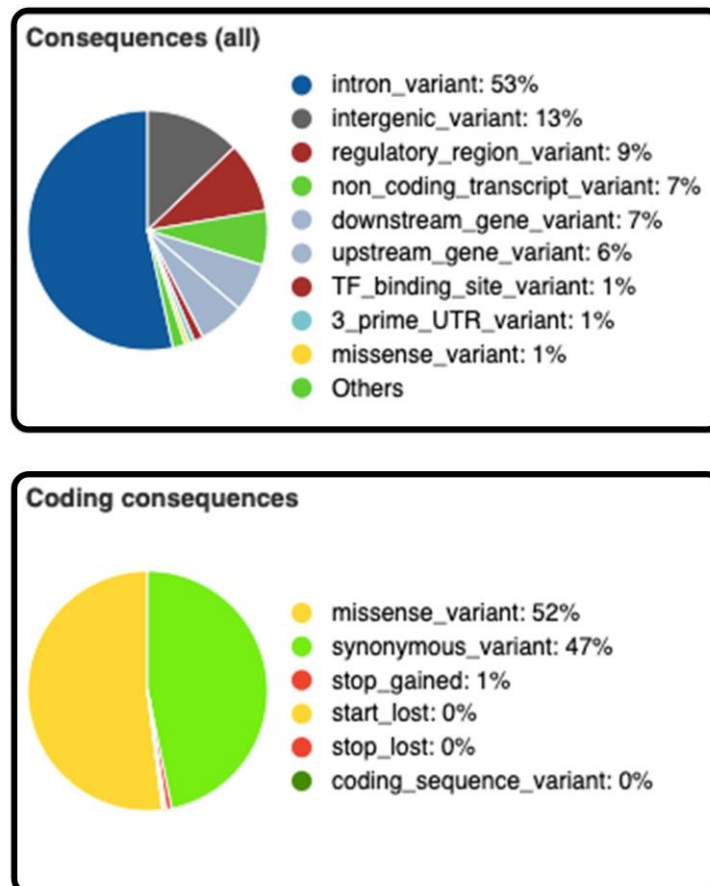 Consequences (all)
intron_variant: 53%
intergenic_variant: 13%
regulatory_region_variant: 9%
non_coding_transcript_variant: 7%
downstream_gene_variant: 7%
upstream_gene_variant: 6%
TF_binding_site_variant: 1%
3_prime_UTR_variant: 1%
missense_variant: 1%
Others
Coding consequences
missense_variant: 52%
synonymous_variant: 47%
stop_gained: 1%
start_lost: 0%
stop_lost: 0%
coding_sequence_variant: 0%